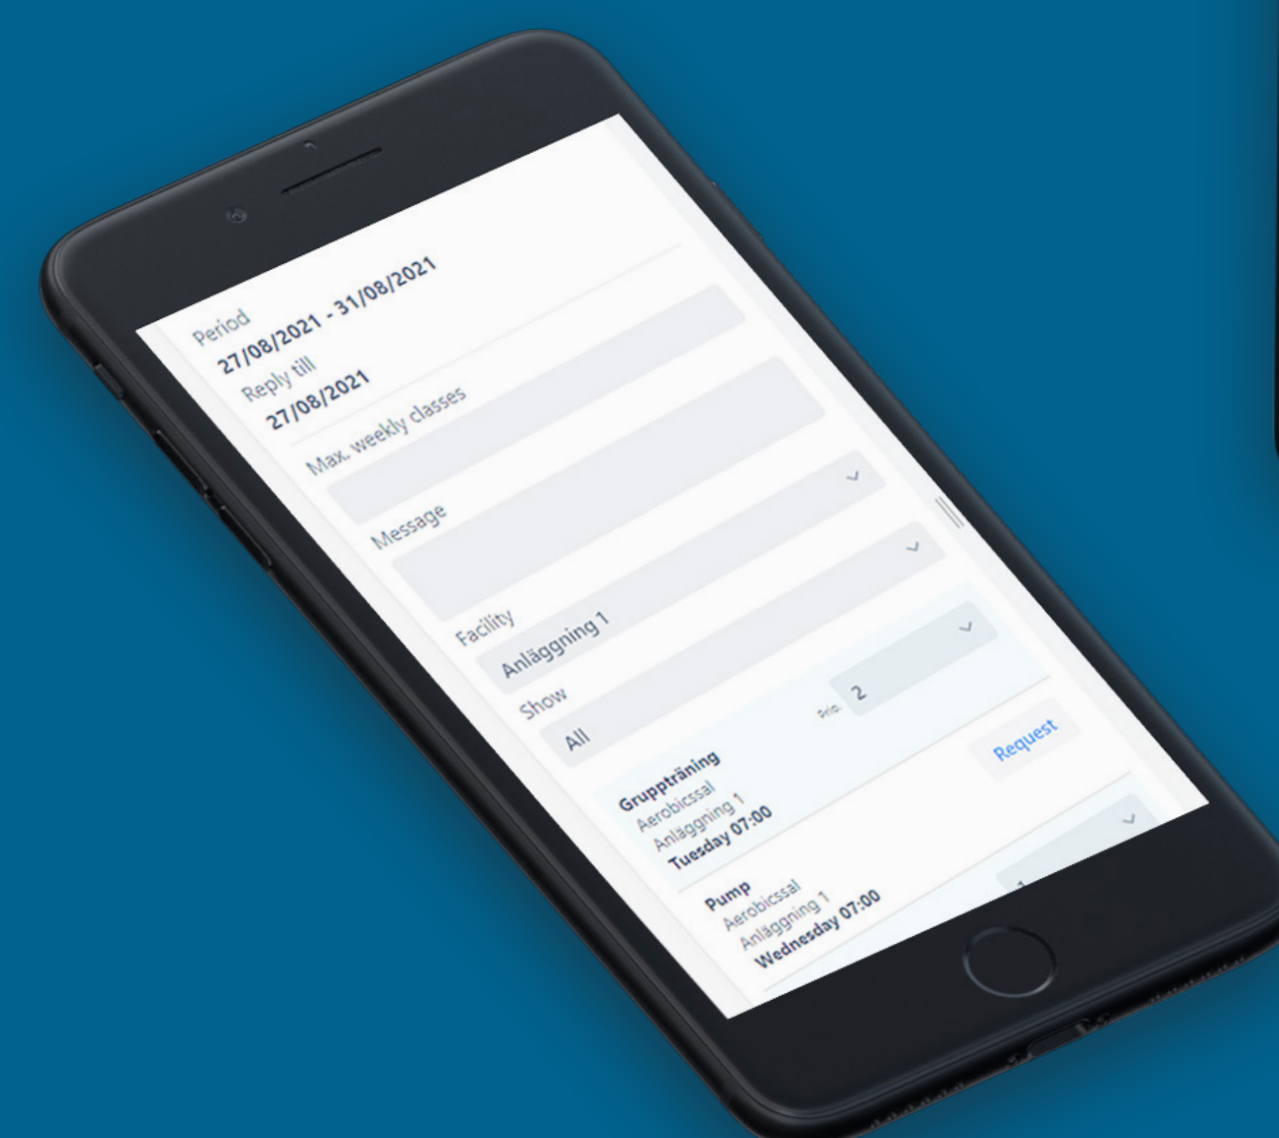 Period
27/08/2021 - 31/08/2021
Reply till
27/08/2021
Max. weekly classes
Message
Facility
Anläggning 1
Show
All
Gruppträning
Aerobicssal
Anläggning 1
Tuesday 07:00
Prio.
2
Pump
Aerobicssal
Anläggning 1
Wednesday 07:00
Request